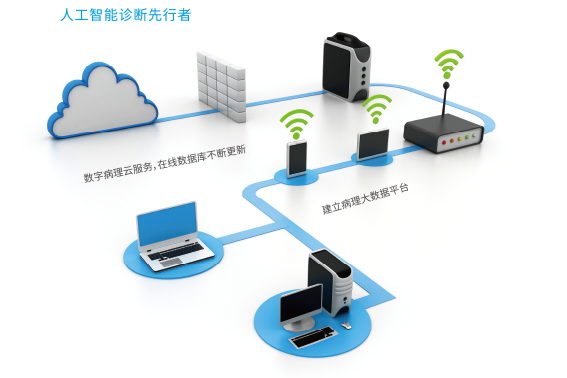 人工智能诊断先行者
数字病理云服务，在线数据库不断更新
建立病理大数据平台